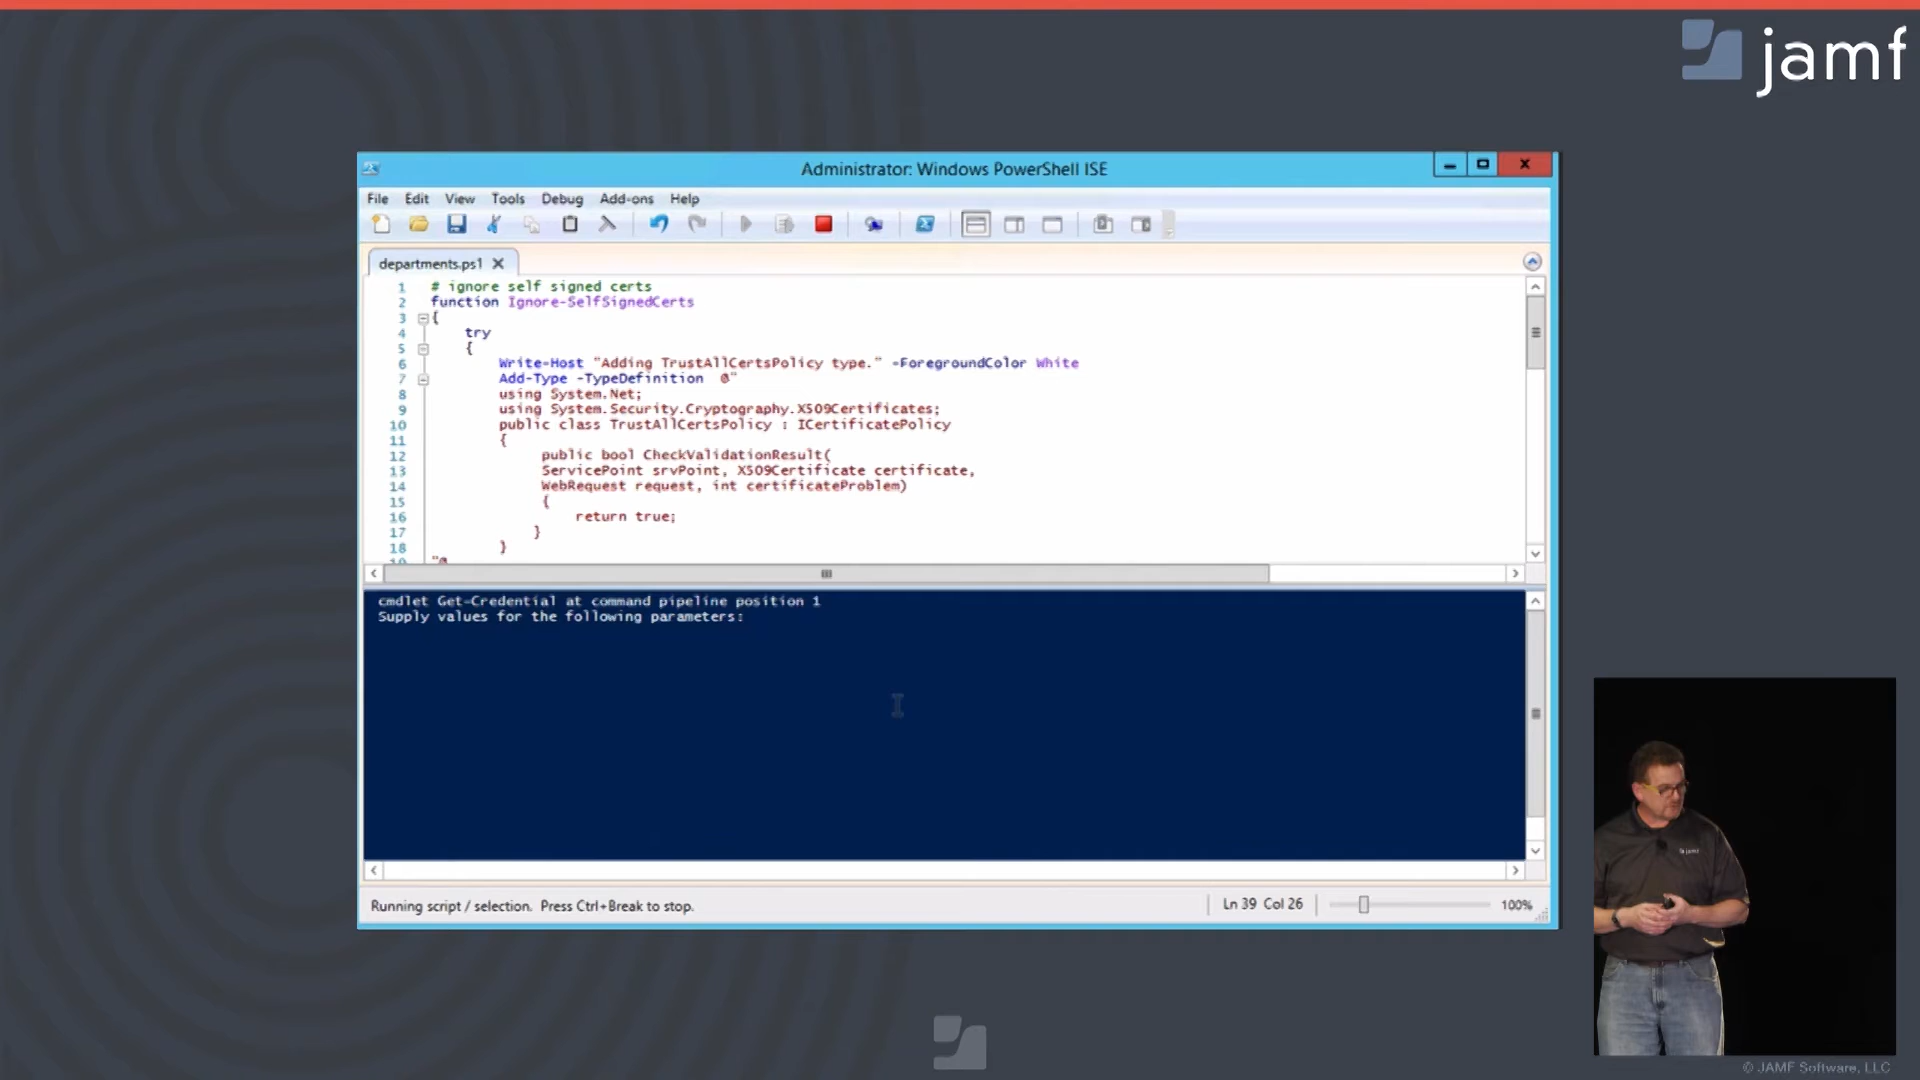 jamf
Administrator: Windows PowerShell ISE
File Edit View Tools Debug Add-ons Help
departments.ps1
1 # ignore self signed certs
2 function Ignore-SelfSignedCerts
3 {
4 try
5 {
6 Write-Host "Adding TrustAllCertsPolicy type." -ForegroundColor White
7 Add-Type -TypeDefinition @"
8 using System.Net;
9 using System.Security.Cryptography.X509Certificates;
10 public class TrustAllCertsPolicy : ICertificatePolicy
11 {
12 public bool CheckValidationResult(
13 ServicePoint srvPoint, X509Certificate certificate,
14 WebRequest request, int certificateProblem)
15 {
16 return true;
17 }
18 }
19 "@
cmdlet Get-Credential at command pipeline position 1
Supply values for the following parameters:
Running script / selection. Press Ctrl+Break to stop.
Ln 39 Col 26
100%
jamf
© JAMF Software, LLC